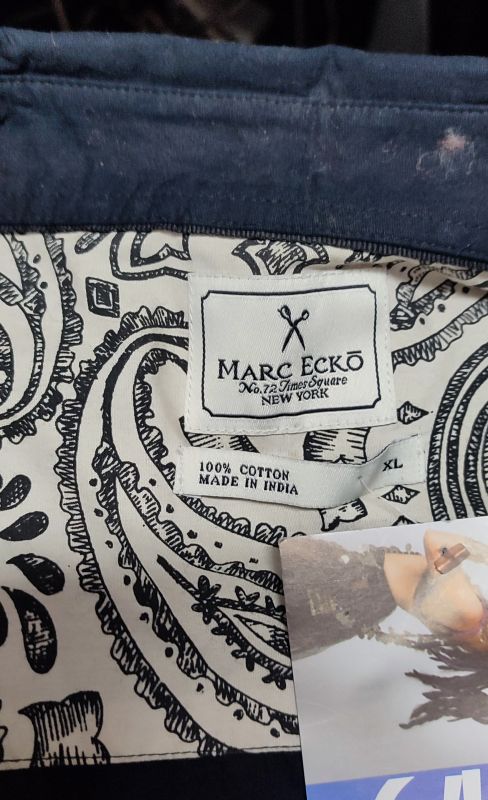 MARC ECKŌ
No. 72 Times Square
NEW YORK
100% COTTON
MADE IN INDIA
XL